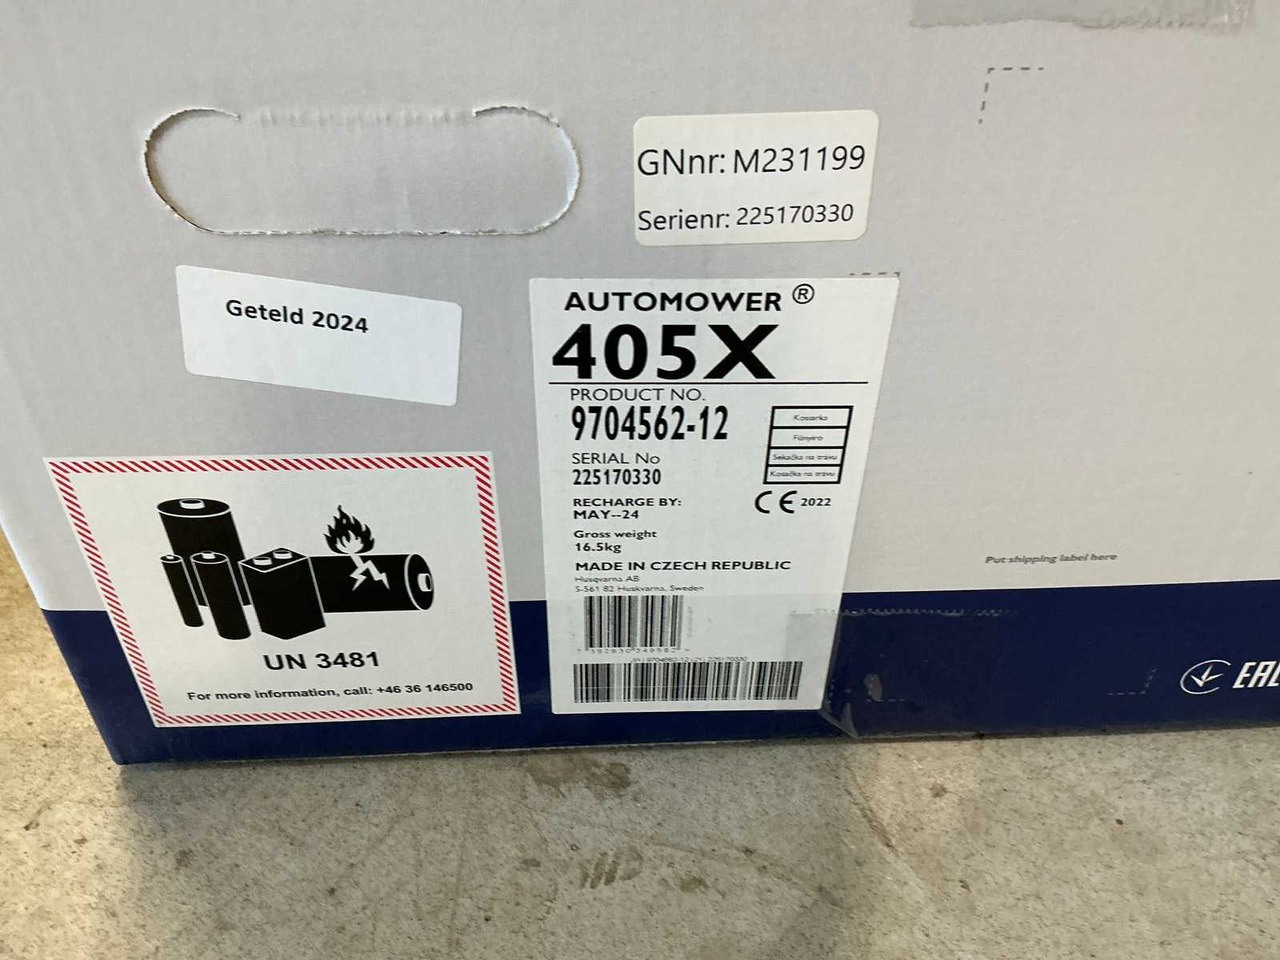 GNnr: M231199
Serienr: 225170330
Geteld 2024
AUTOMOWER ®
405X
PRODUCT NO.
9704562-12
SERIAL No
225170330
Kosiarka
Fűnyíró
Sekačka na trávu
Kosačka na trávu
RECHARGE BY:
MAY--24
CE 2022
Gross weight
16.5kg
MADE IN CZECH REPUBLIC
Husqvarna AB
S-561 82 Huskvarna, Sweden
UN 3481
For more information, call: +46 36 146500
Put shipping label here